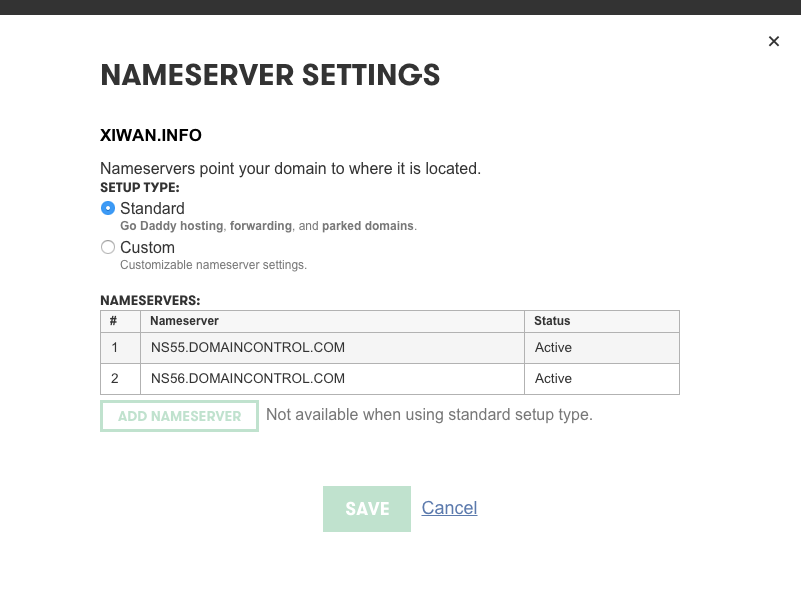 ×
NAMESERVER SETTINGS
XIWAN.INFO
Nameservers point your domain to where it is located.
SETUP TYPE:
Standard
Go Daddy hosting, forwarding, and parked domains.
Custom
Customizable nameserver settings.
NAMESERVERS:
# Nameserver Status
1 NS55.DOMAINCONTROL.COM Active
2 NS56.DOMAINCONTROL.COM Active
ADD NAMESERVER Not available when using standard setup type.
SAVE Cancel